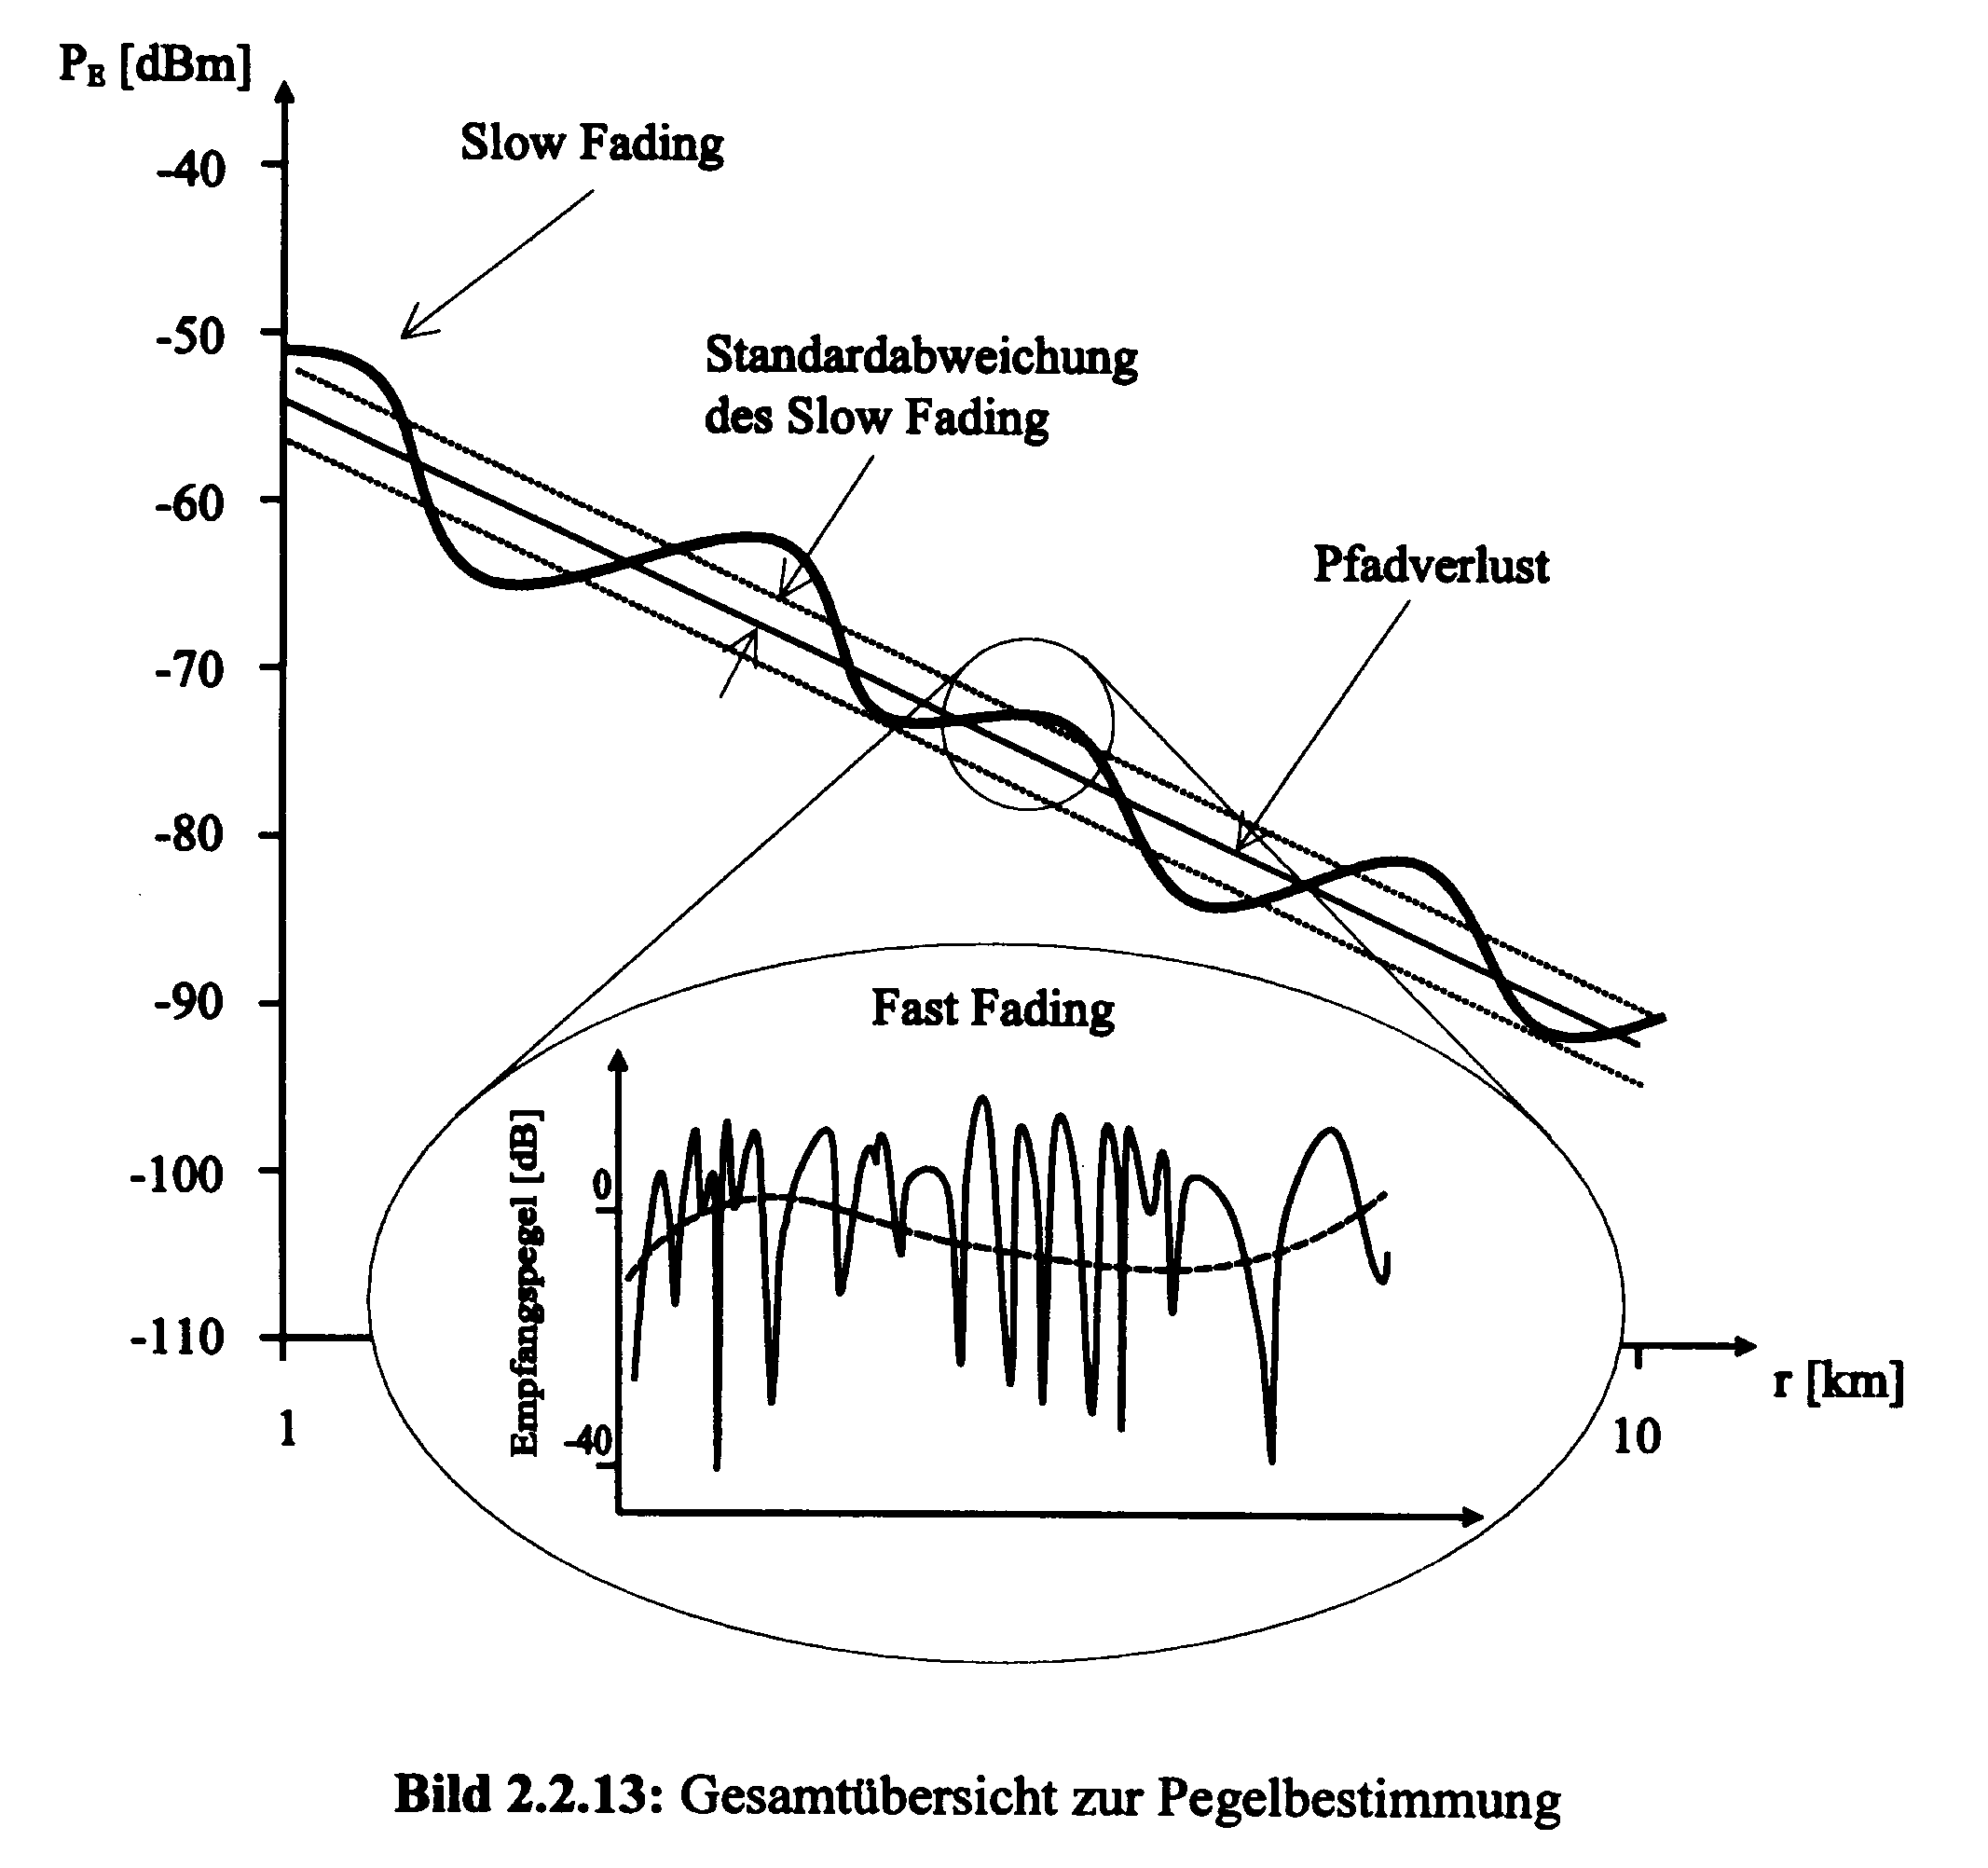 P_E [dBm]
Slow Fading
-40
-50
Standardabweichung
des Slow Fading
-60
Pfadverlust
-70
-80
-90
Fast Fading
Empfangspegel [dB]
0
-40
-100
-110
r [km]
1
10
Bild 2.2.13: Gesamtübersicht zur Pegelbestimmung